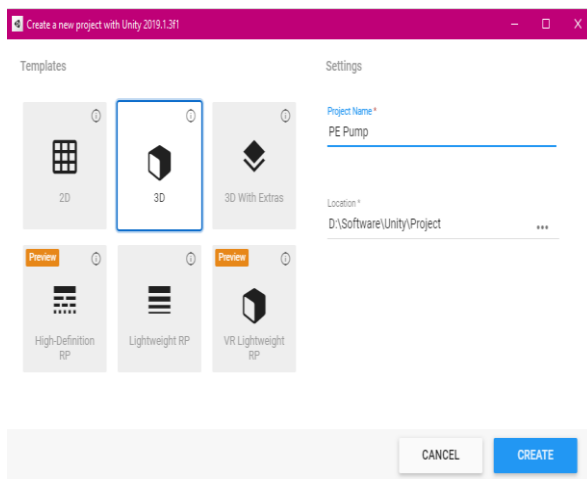 Create a new project with Unity 2019.1.3f1
Templates
Settings
2D
3D
3D With Extras
Project Name *
PE Pump
Location *
D:\Software\Unity\Project
Preview
High-Definition
RP
Lightweight RP
Preview
VR Lightweight
RP
CANCEL
CREATE